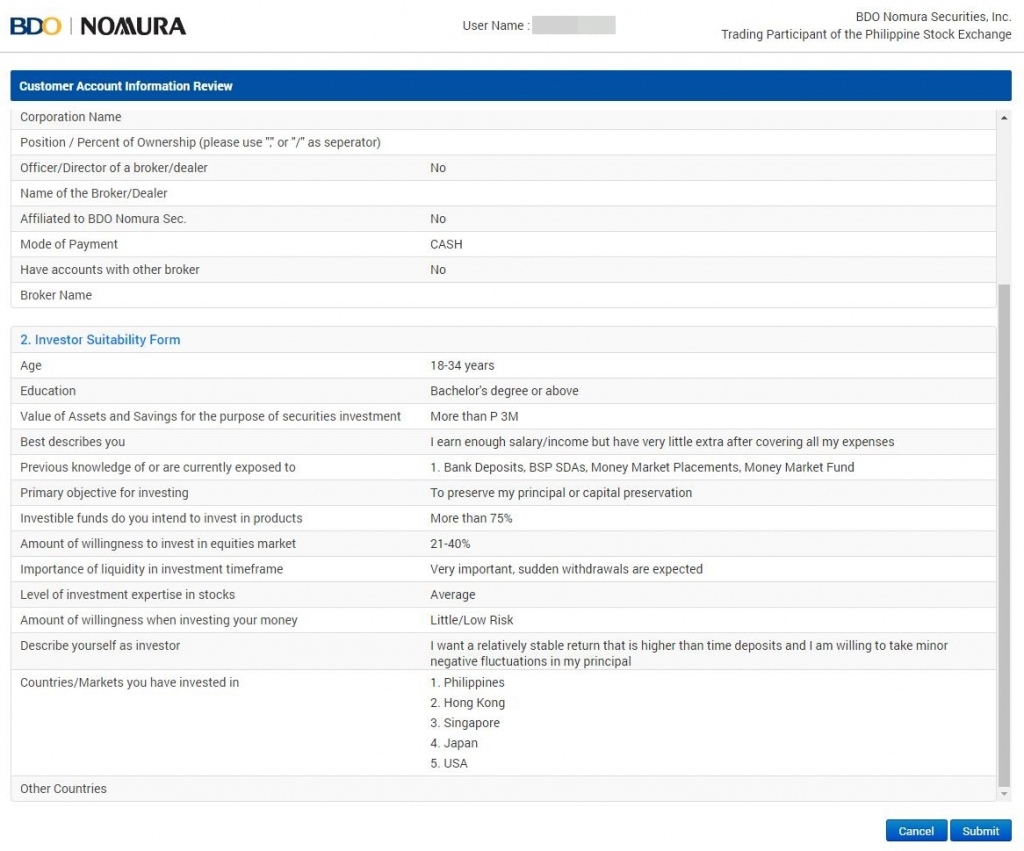 BDO | NOMURA
User Name :
BDO Nomura Securities, Inc.
Trading Participant of the Philippine Stock Exchange
Customer Account Information Review
Corporation Name
Position / Percent of Ownership (please use "," or "/" as seperator)
Officer/Director of a broker/dealer No
Name of the Broker/Dealer
Affiliated to BDO Nomura Sec. No
Mode of Payment CASH
Have accounts with other broker No
Broker Name
2. Investor Suitability Form
Age 18-34 years
Education Bachelor's degree or above
Value of Assets and Savings for the purpose of securities investment More than P 3M
Best describes you I earn enough salary/income but have very little extra after covering all my expenses
Previous knowledge of or are currently exposed to 1. Bank Deposits, BSP SDAs, Money Market Placements, Money Market Fund
Primary objective for investing To preserve my principal or capital preservation
Investible funds do you intend to invest in products More than 75%
Amount of willingness to invest in equities market 21-40%
Importance of liquidity in investment timeframe Very important, sudden withdrawals are expected
Level of investment expertise in stocks Average
Amount of willingness when investing your money Little/Low Risk
Describe yourself as investor I want a relatively stable return that is higher than time deposits and I am willing to take minor
negative fluctuations in my principal
Countries/Markets you have invested in 1. Philippines
2. Hong Kong
3. Singapore
4. Japan
5. USA
Other Countries
Cancel Submit